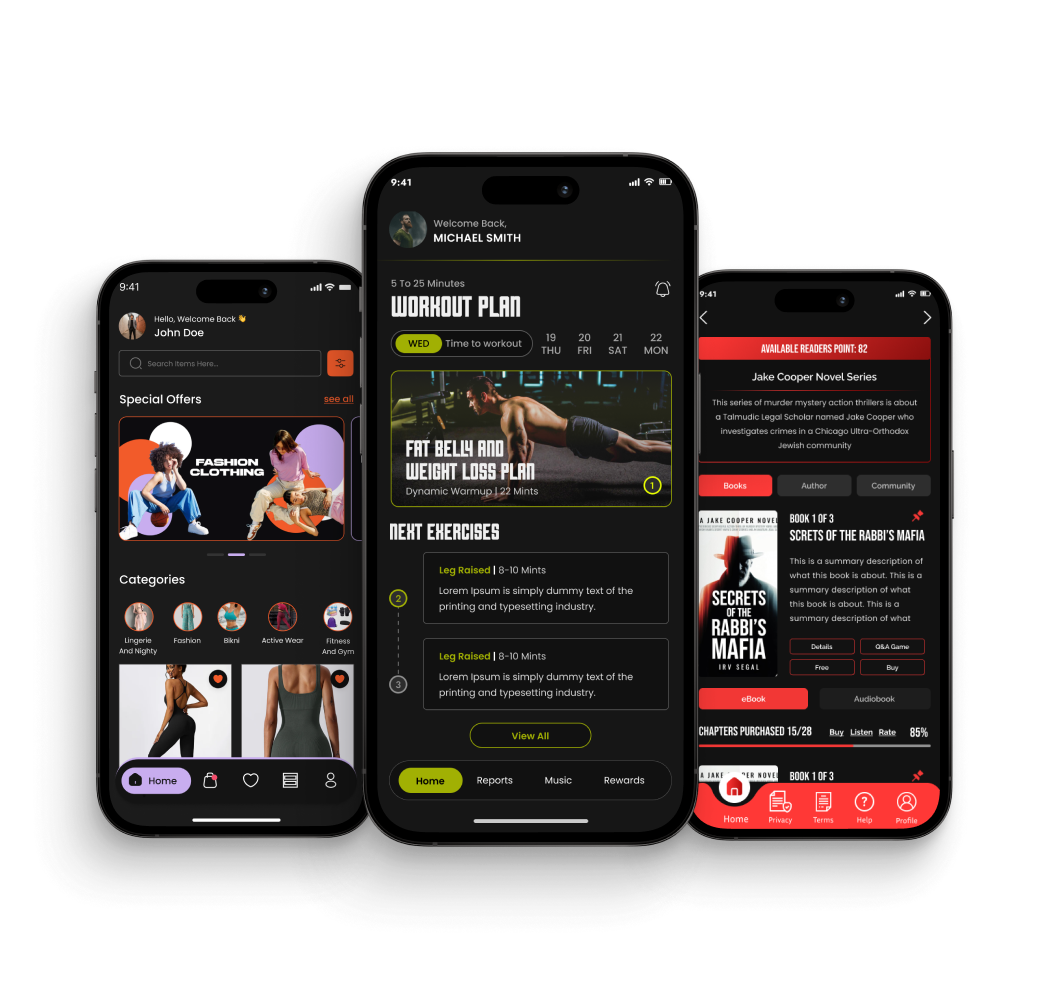 9:41
Hello, Welcome Back 👋
John Doe
Search Items Here...
Special Offers
see all
FASHION
CLOTHING
Categories
Lingerie
And Nighty
Fashion
Bikni
Active Wear
Fitness
And Gym
Home
9:41
Welcome Back,
MICHAEL SMITH
5 To 25 Minutes
WORKOUT PLAN
WED
Time to workout
19
THU
20
FRI
21
SAT
22
MON
FAT BELLY AND
WEIGHT LOSS PLAN
Dynamic Warmup | 22 Mints
1
NEXT EXERCISES
2
Leg Raised | 8-10 Mints
Lorem Ipsum is simply dummy text of the
printing and typesetting industry.
3
Leg Raised | 8-10 Mints
Lorem Ipsum is simply dummy text of the
printing and typesetting industry.
View All
Home
Reports
Music
Rewards
9:41
AVAILABLE READERS POINT: 82
Jake Cooper Novel Series
This series of murder mystery action thrillers is about
a Talmudic Legal Scholar named Jake Cooper who
investigates crimes in a Chicago Ultra-Orthodox
Jewish community
Books
Author
Community
A JAKE COOPER NOVEL
SECRETS
OF THE
RABBI'S
MAFIA
IRV SEGAL
BOOK 1 OF 3
SCRETS OF THE RABBI'S MAFIA
This is a summary description of
what this book is about. This is a
summary description of what
this book is about. This is a
summary description of what
Details
Q&A Game
Free
Buy
eBook
Audiobook
CHAPTERS PURCHASED 15/28
Buy
Listen
Rate
85%
BOOK 1 OF 3
Home
Privacy
Terms
Help
Profile